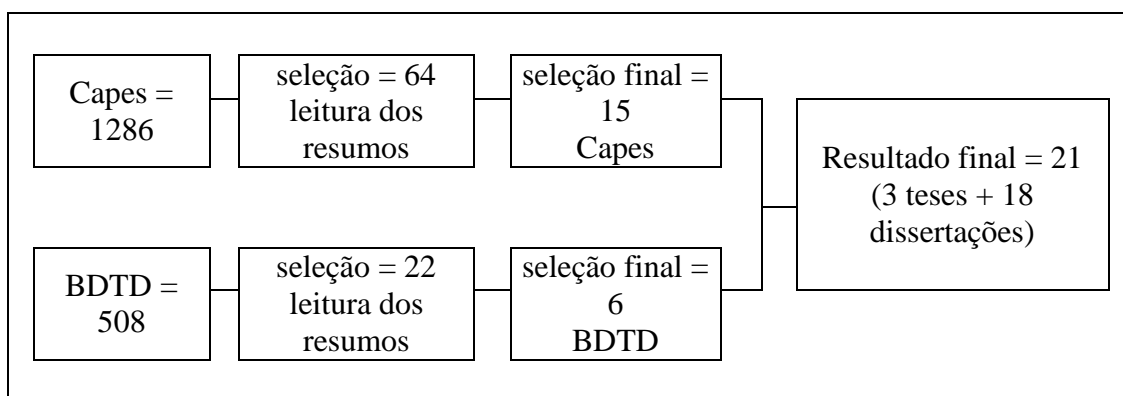 Capes =
1286
seleção = 64
leitura dos
resumos
seleção final =
15
Capes
Resultado final = 21
(3 teses + 18
dissertações)
BDTD =
508
seleção = 22
leitura dos
resumos
seleção final =
6
BDTD